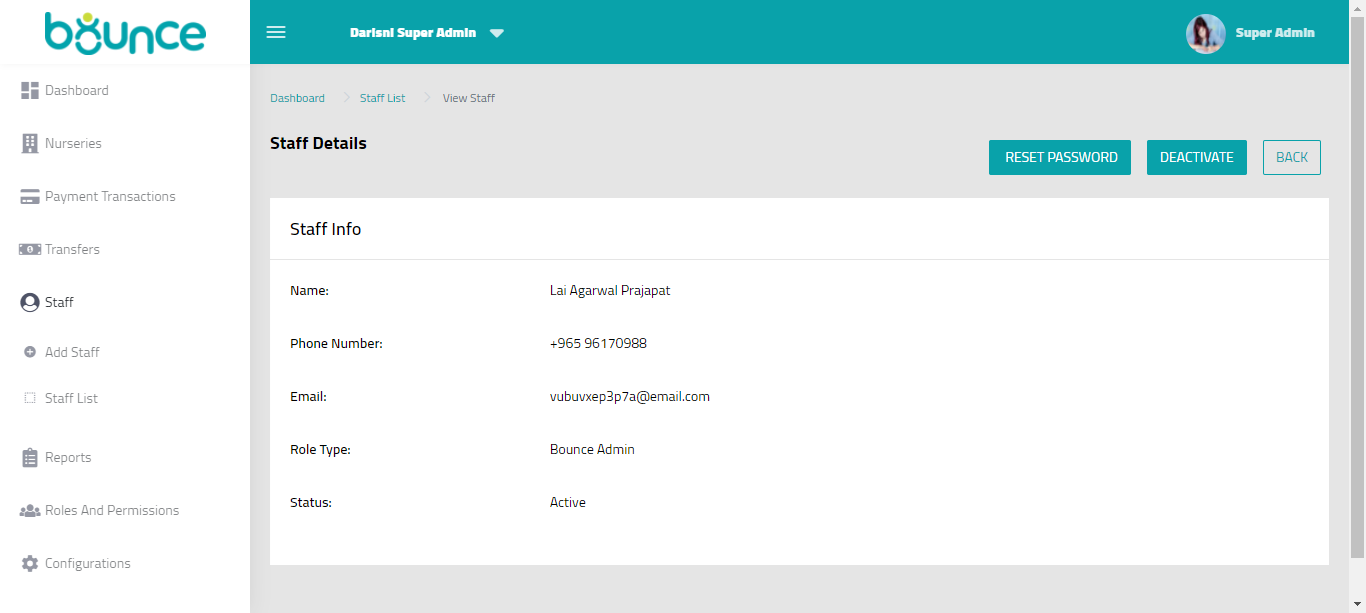 bounce
Darisni Super Admin
Super Admin
Dashboard
Nurseries
Payment Transactions
Transfers
Staff
Add Staff
Staff List
Reports
Roles And Permissions
Configurations
Dashboard Staff List View Staff
Staff Details
RESET PASSWORD DEACTIVATE BACK
Staff Info
Name: Lai Agarwal Prajapat
Phone Number: +965 96170988
Email: vubuvxep3p7a@email.com
Role Type: Bounce Admin
Status: Active